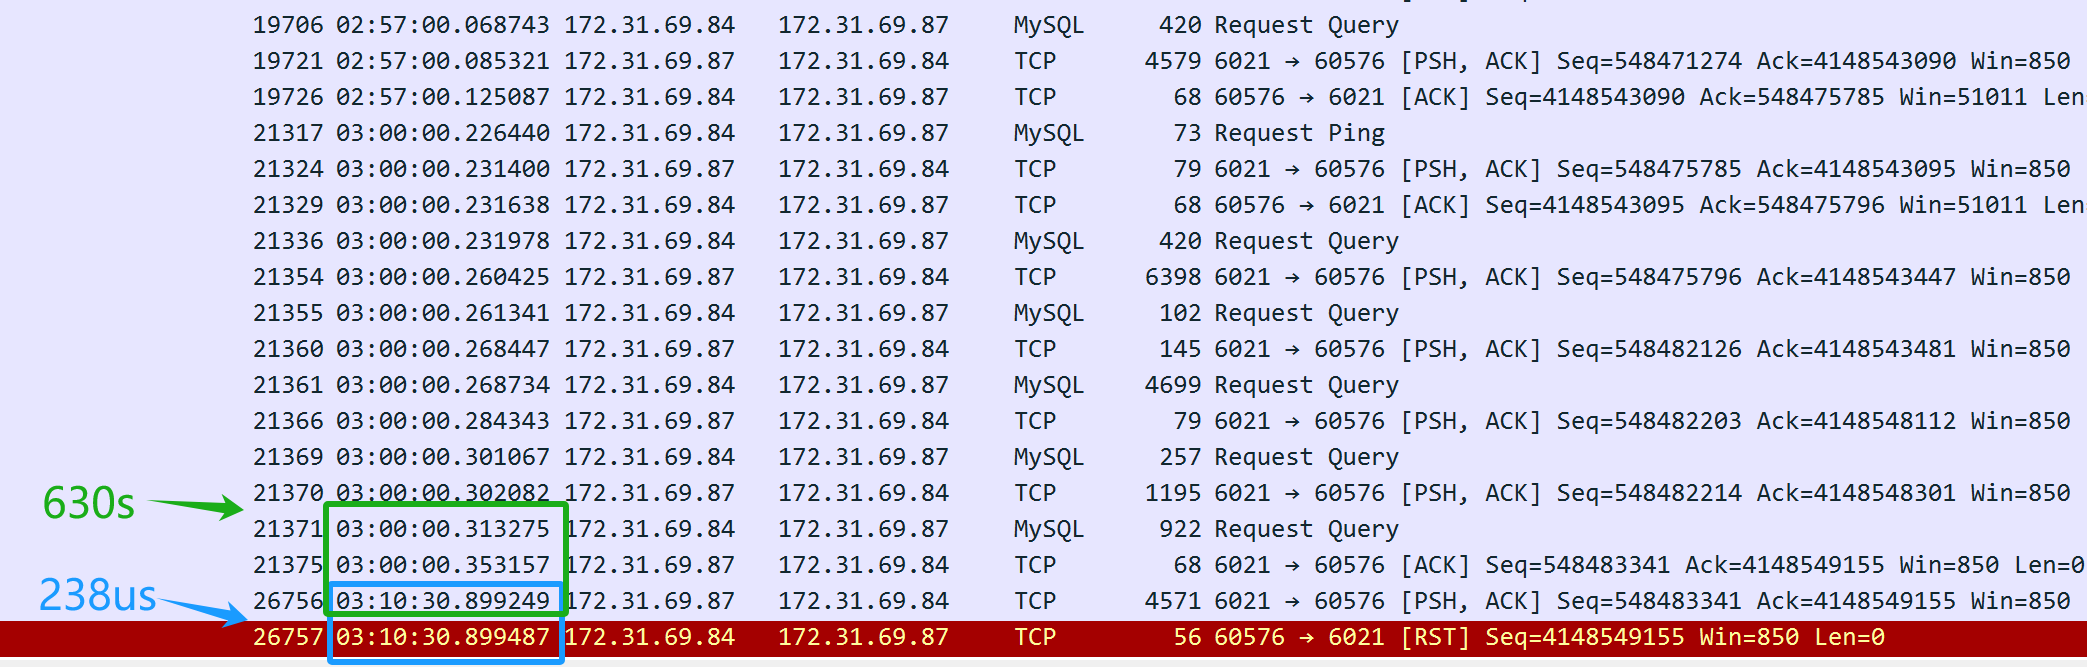 19706 02:57:00.068743 172.31.69.84 172.31.69.87 MySQL 420 Request Query
19721 02:57:00.085321 172.31.69.87 172.31.69.84 TCP 4579 6021 → 60576 [PSH, ACK] Seq=548471274 Ack=4148543090 Win=850
19726 02:57:00.125087 172.31.69.84 172.31.69.87 TCP 68 60576 → 6021 [ACK] Seq=4148543090 Ack=548475785 Win=51011 Len
21317 03:00:00.226440 172.31.69.84 172.31.69.87 MySQL 73 Request Ping
21324 03:00:00.231400 172.31.69.87 172.31.69.84 TCP 79 6021 → 60576 [PSH, ACK] Seq=548475785 Ack=4148543095 Win=850
21329 03:00:00.231638 172.31.69.84 172.31.69.87 TCP 68 60576 → 6021 [ACK] Seq=4148543095 Ack=548475796 Win=51011 Len
21336 03:00:00.231978 172.31.69.84 172.31.69.87 MySQL 420 Request Query
21354 03:00:00.260425 172.31.69.87 172.31.69.84 TCP 6398 6021 → 60576 [PSH, ACK] Seq=548475796 Ack=4148543447 Win=850
21355 03:00:00.261341 172.31.69.84 172.31.69.87 MySQL 102 Request Query
21360 03:00:00.268447 172.31.69.87 172.31.69.84 TCP 145 6021 → 60576 [PSH, ACK] Seq=548482126 Ack=4148543481 Win=850
21361 03:00:00.268734 172.31.69.84 172.31.69.87 MySQL 4699 Request Query
21366 03:00:00.284343 172.31.69.87 172.31.69.84 TCP 79 6021 → 60576 [PSH, ACK] Seq=548482203 Ack=4148548112 Win=850
21369 03:00:00.301067 172.31.69.84 172.31.69.87 MySQL 257 Request Query
21370 03:00:00.302082 172.31.69.87 172.31.69.84 TCP 1195 6021 → 60576 [PSH, ACK] Seq=548482214 Ack=4148548301 Win=850
630s
21371 03:00:00.313275 172.31.69.84 172.31.69.87 MySQL 922 Request Query
21375 03:00:00.353157 172.31.69.87 172.31.69.84 TCP 68 6021 → 60576 [ACK] Seq=548483341 Ack=4148549155 Win=850 Len=0
238us
26756 03:10:30.899249 172.31.69.87 172.31.69.84 TCP 4571 6021 → 60576 [PSH, ACK] Seq=548483341 Ack=4148549155 Win=850
26757 03:10:30.899487 172.31.69.84 172.31.69.87 TCP 56 60576 → 6021 [RST] Seq=4148549155 Win=850 Len=0